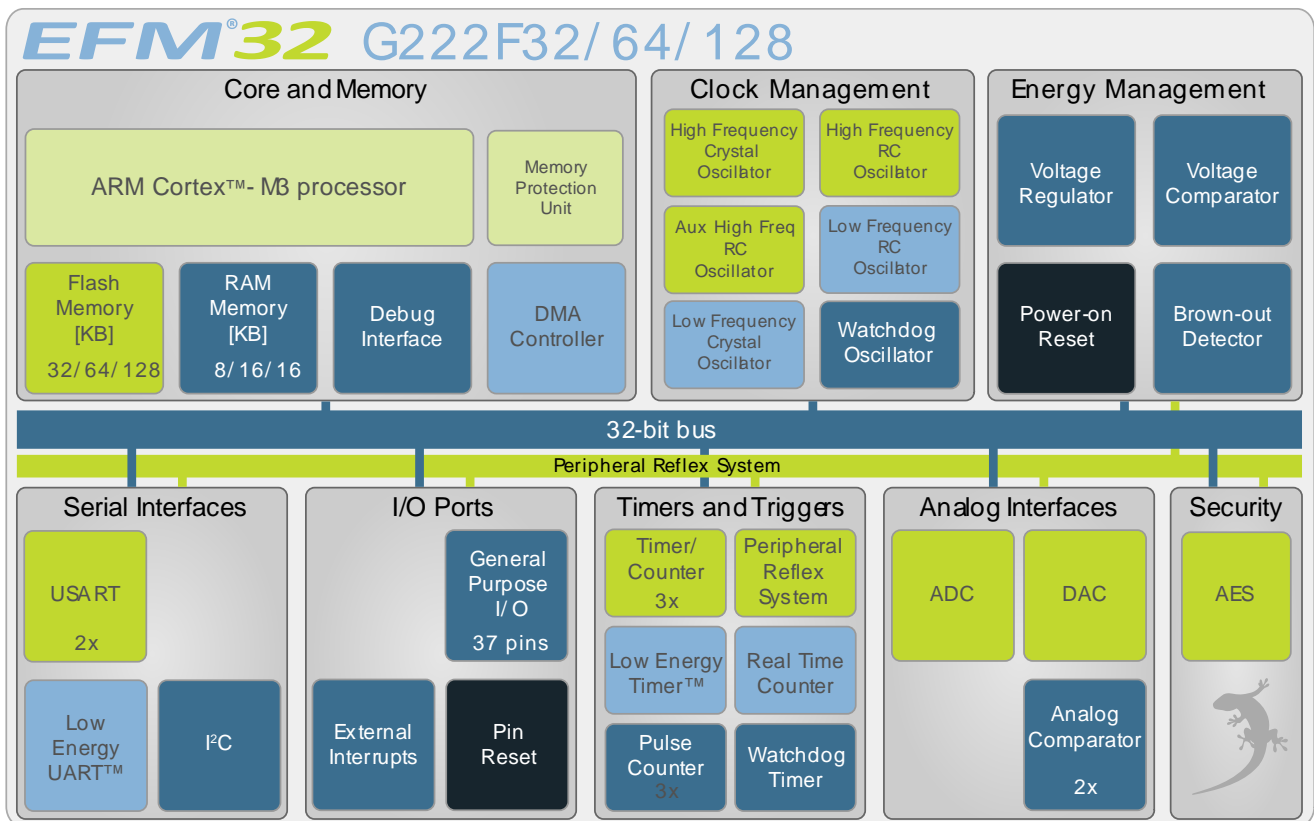 EFM®32 G222F32/64/128
Core and Memory
ARM Cortex™-M3 processor
Memory
Protection
Unit
Flash
Memory
[KB]
32/64/128
RAM
Memory
[KB]
8/16/16
Debug
Interface
DMA
Controller
Clock Management
High Frequency
Crystal
Oscillator
High Frequency
RC
Oscillator
Aux High Freq
RC
Oscillator
Low Frequency
RC
Oscillator
Low Frequency
Crystal
Oscillator
Watchdog
Oscillator
Energy Management
Voltage
Regulator
Voltage
Comparator
Power-on
Reset
Brown-out
Detector
32-bit bus
Peripheral Reflex System
Serial Interfaces
USART
2x
Low
Energy
UART™
I²C
I/O Ports
General
Purpose
I/O
37 pins
External
Interrupts
Pin
Reset
Timers and Triggers
Timer/
Counter
3x
Peripheral
Reflex
System
Low Energy
Timer™
Real Time
Counter
Pulse
Counter
3x
Watchdog
Timer
Analog Interfaces
ADC
DAC
Analog
Comparator
2x
Security
AES